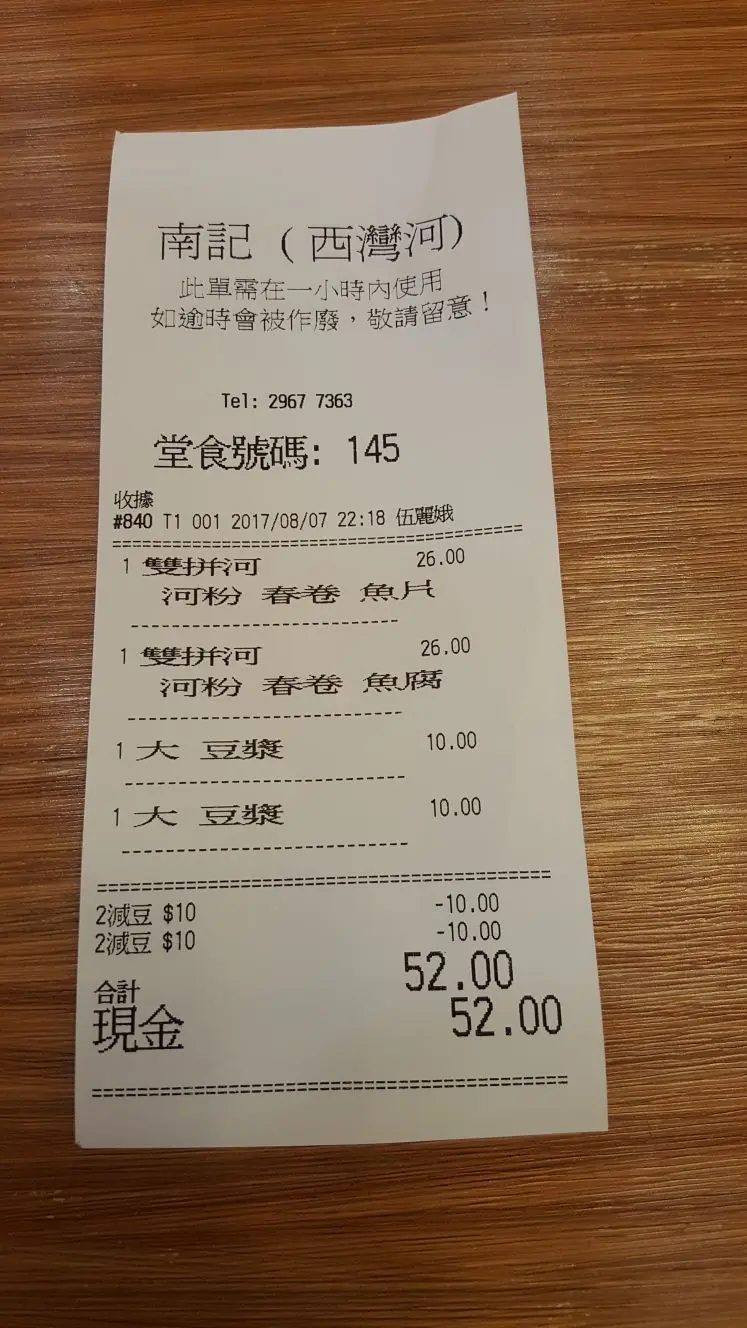 南記 (西灣河)
此單需在一小時內使用
如逾時會被作廢，敬請留意！
Tel: 2967 7363
堂食號碼: 145
收據
#840 T1 001 2017/08/07 22:18 伍麗娥
1 雙拼河 26.00
河粉 春卷 魚片
1 雙拼河 26.00
河粉 春卷 魚腐
1 大 豆漿 10.00
1 大 豆漿 10.00
2減豆 $10 -10.00
2減豆 $10 -10.00
合計 52.00
現金 52.00